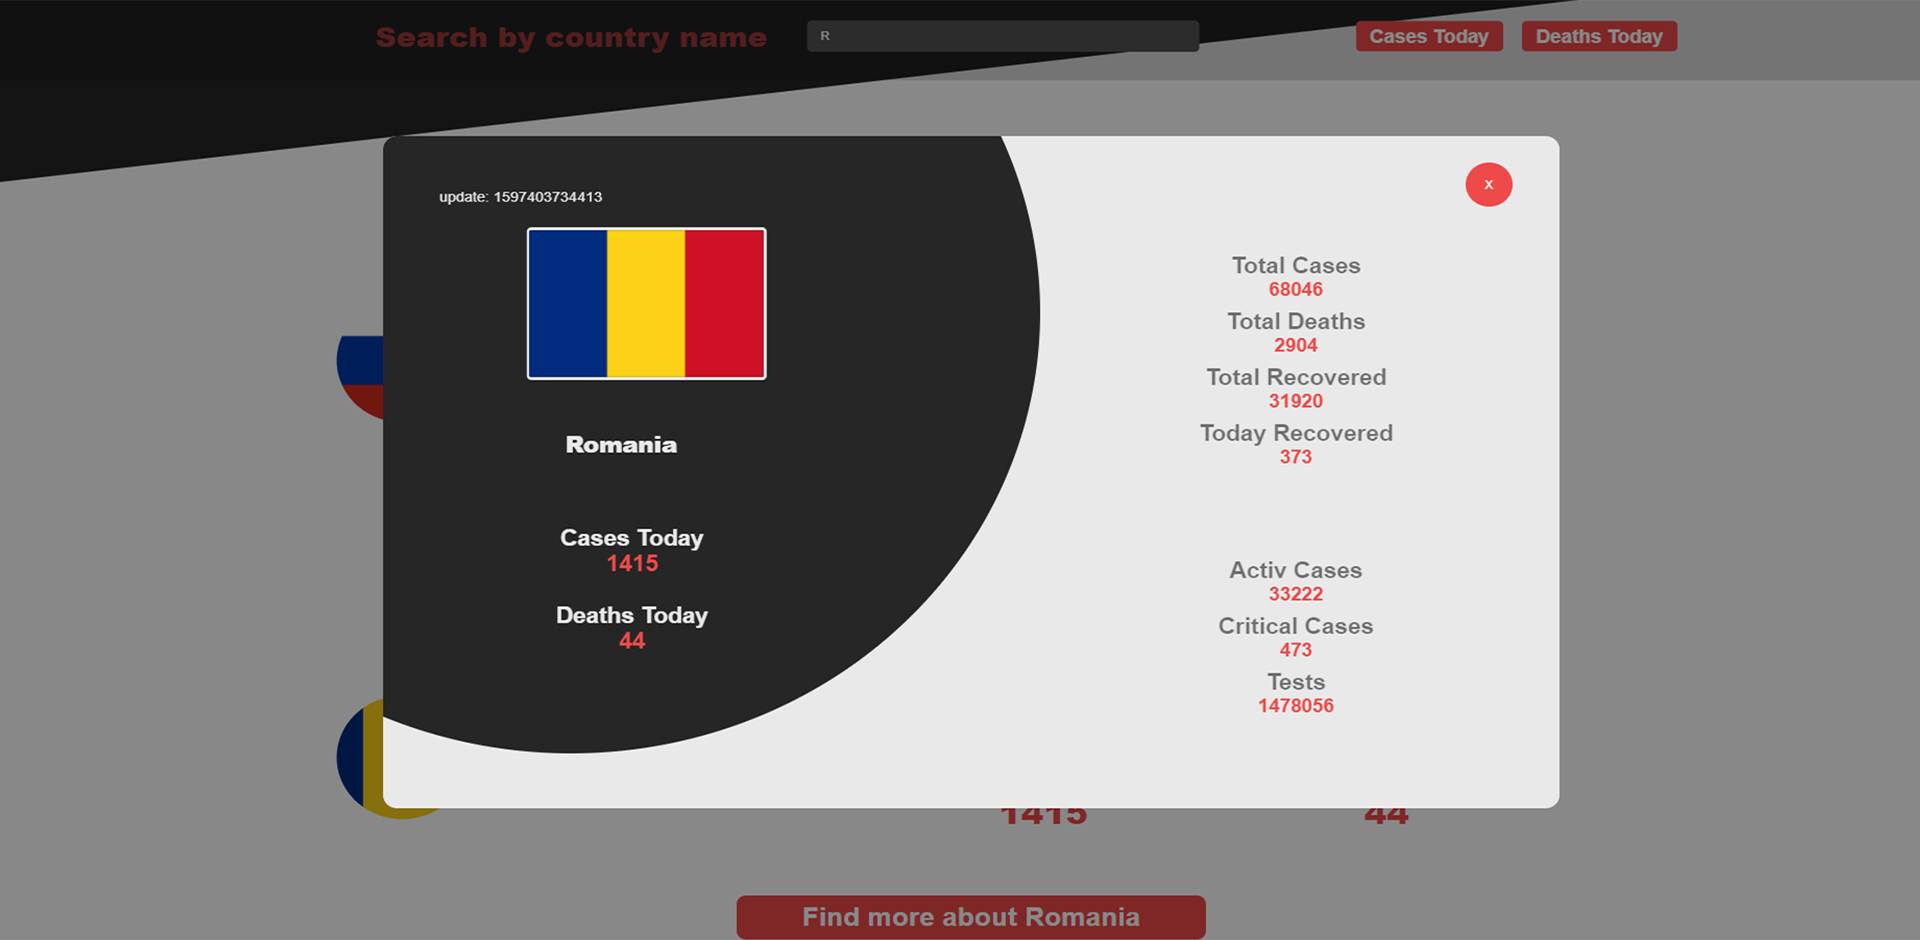 Search by country name
R
Cases Today
Deaths Today
update: 1597403734413
X
Romania
Cases Today
1415
Deaths Today
44
Total Cases
68046
Total Deaths
2904
Total Recovered
31920
Today Recovered
373
Activ Cases
33222
Critical Cases
473
Tests
1478056
1415
44
Find more about Romania